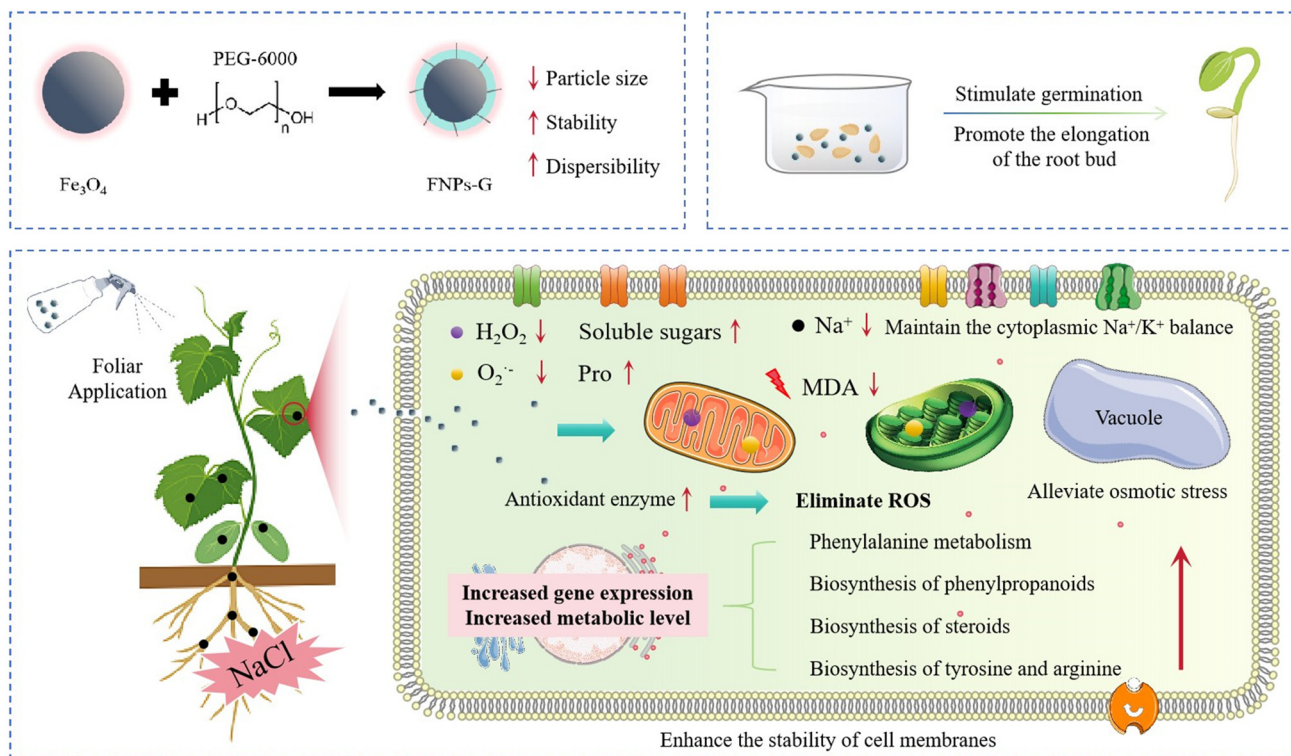 PEG-6000
H
O
OH
n
Fe₃O₄
FNPs-G
Particle size
Stability
Dispersibility
Stimulate germination
Promote the elongation
of the root bud
Foliar
Application
NaCl
H₂O₂
Soluble sugars
Na⁺
Maintain the cytoplasmic Na⁺/K⁺ balance
O₂·⁻
Pro
MDA
Vacuole
Antioxidant enzyme
Eliminate ROS
Alleviate osmotic stress
Increased gene expression
Increased metabolic level
Phenylalanine metabolism
Biosynthesis of phenylpropanoids
Biosynthesis of steroids
Biosynthesis of tyrosine and arginine
Enhance the stability of cell membranes